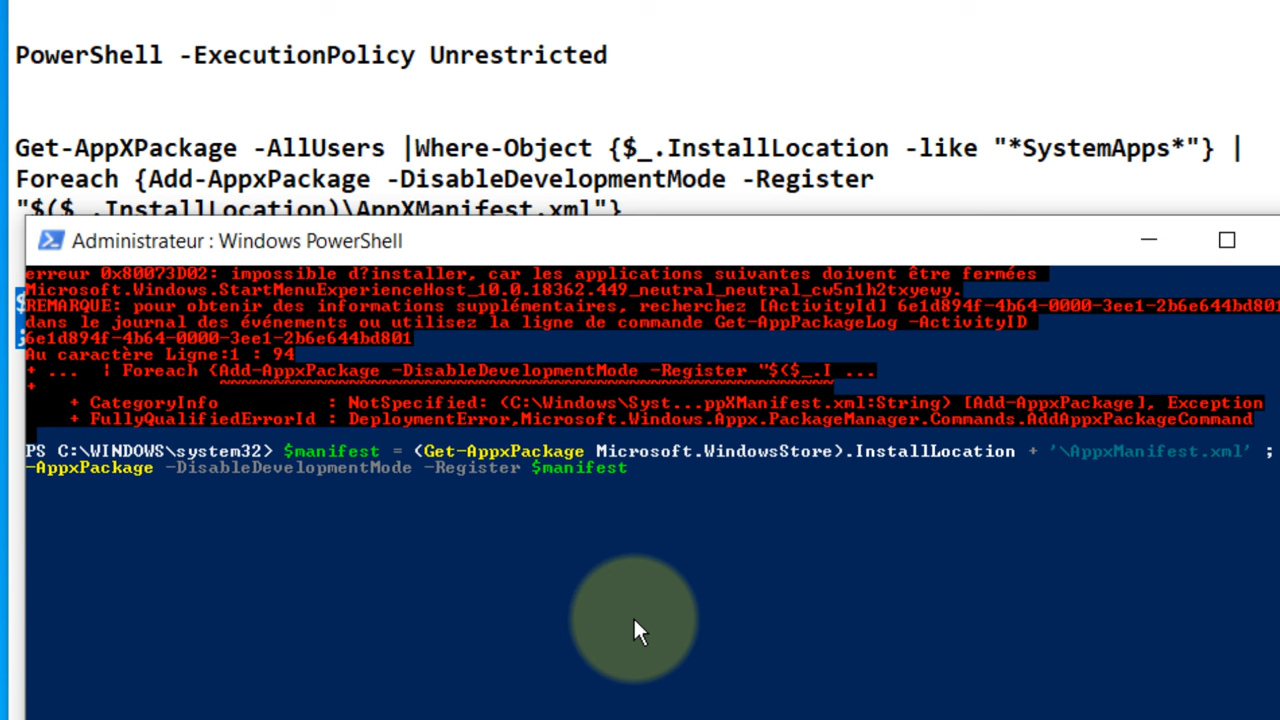 PowerShell -ExecutionPolicy Unrestricted
Get-AppXPackage -AllUsers |Where-Object {$_.InstallLocation -like "*SystemApps*"} |
Foreach {Add-AppxPackage -DisableDevelopmentMode -Register
"$($_.InstallLocation)\AppXManifest.xml"}
Administrateur : Windows PowerShell
erreur 0x80073D02: impossible d?installer, car les applications suivantes doivent être fermées
Microsoft.Windows.StartMenuExperienceHost_10.0.18362.449_neutral_neutral_cw5n1h2txyewy.
REMARQUE: pour obtenir des informations supplémentaires, recherchez [ActivityId] 6e1d894f-4b64-0000-3ee1-2b6e644bd801
dans le journal des événements ou utilisez la ligne de commande Get-AppPackageLog -ActivityID
6e1d894f-4b64-0000-3ee1-2b6e644bd801
Au caractère Ligne:1 : 94
+ ... | Foreach {Add-AppxPackage -DisableDevelopmentMode -Register "$($_.I ...
+ ~~~~~~~~~~~~~~~~~~~~~~~~~~~~~~~~~~~~~~~~~~~~~~~~~~~~~~~~~
+ CategoryInfo : NotSpecified: (C:\Windows\Syst...ppXManifest.xml:String) [Add-AppxPackage], Exception
+ FullyQualifiedErrorId : DeploymentError,Microsoft.Windows.Appx.PackageManager.Commands.AddAppxPackageCommand
PS C:\WINDOWS\system32> $manifest = (Get-AppxPackage Microsoft.WindowsStore).InstallLocation + '\AppxManifest.xml' ;
-AppxPackage -DisableDevelopmentMode -Register $manifest